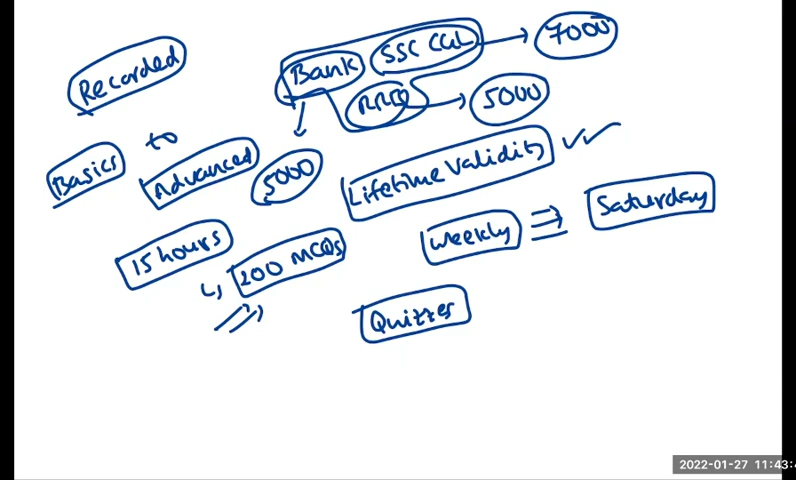 Recorded
Bank SSC CGL 7000
RRB 5000
Basics to Advanced
5000
Lifetime Validity
15 hours
200 MCQs
Weekly Saturday
Quizzes
2022-01-27 11:43: